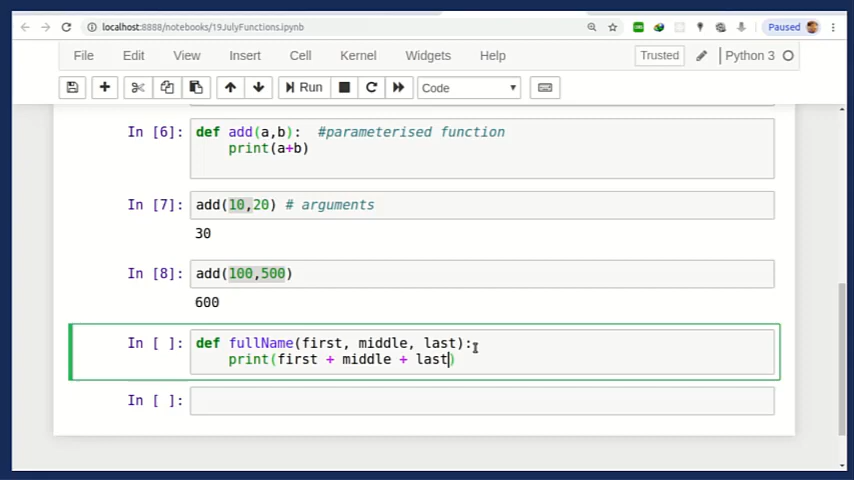 localhost:8888/notebooks/19JulyFunctions.ipynb
Paused
File Edit View Insert Cell Kernel Widgets Help
Trusted Python 3
Run Code
In [6]: def add(a,b): #parameterised function
print(a+b)
In [7]: add(10,20) # arguments
30
In [8]: add(100,500)
600
In [ ]: def fullName(first, middle, last):
print(first + middle + last)
In [ ]: